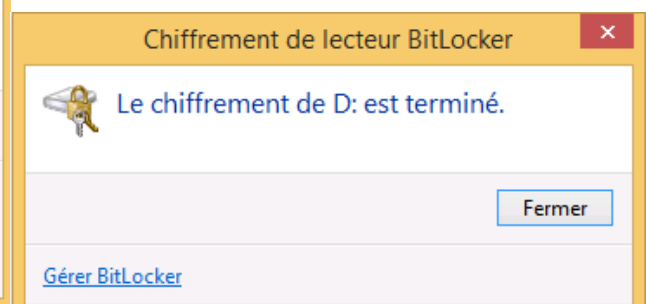 Chiffrement de lecteur BitLocker
Le chiffrement de D: est terminé.
Fermer
Gérer BitLocker